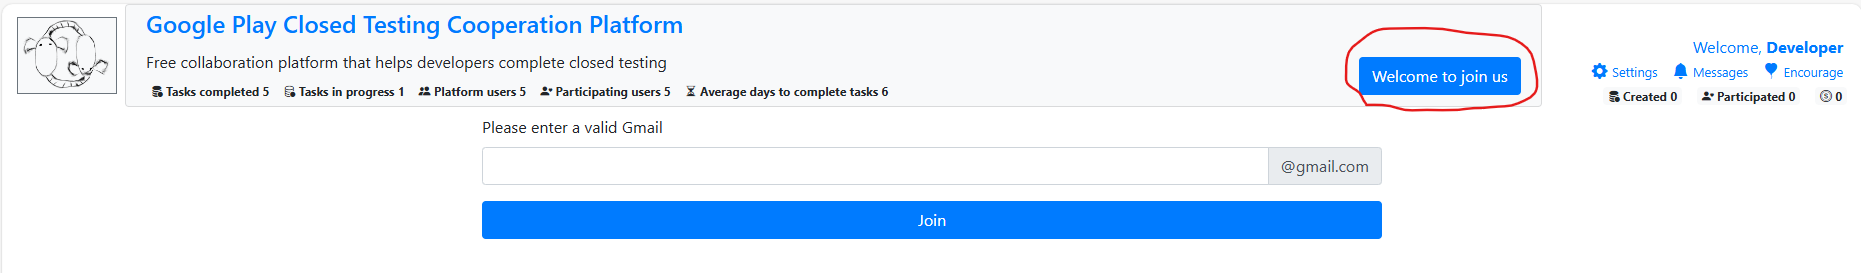 Google Play Closed Testing Cooperation Platform
Free collaboration platform that helps developers complete closed testing
Tasks completed 5 Tasks in progress 1 Platform users 5 Participating users 5 Average days to complete tasks 6
Welcome to join us
Welcome, Developer
Settings Messages Encourage
Created 0 Participated 0 0
Please enter a valid Gmail
@gmail.com
Join